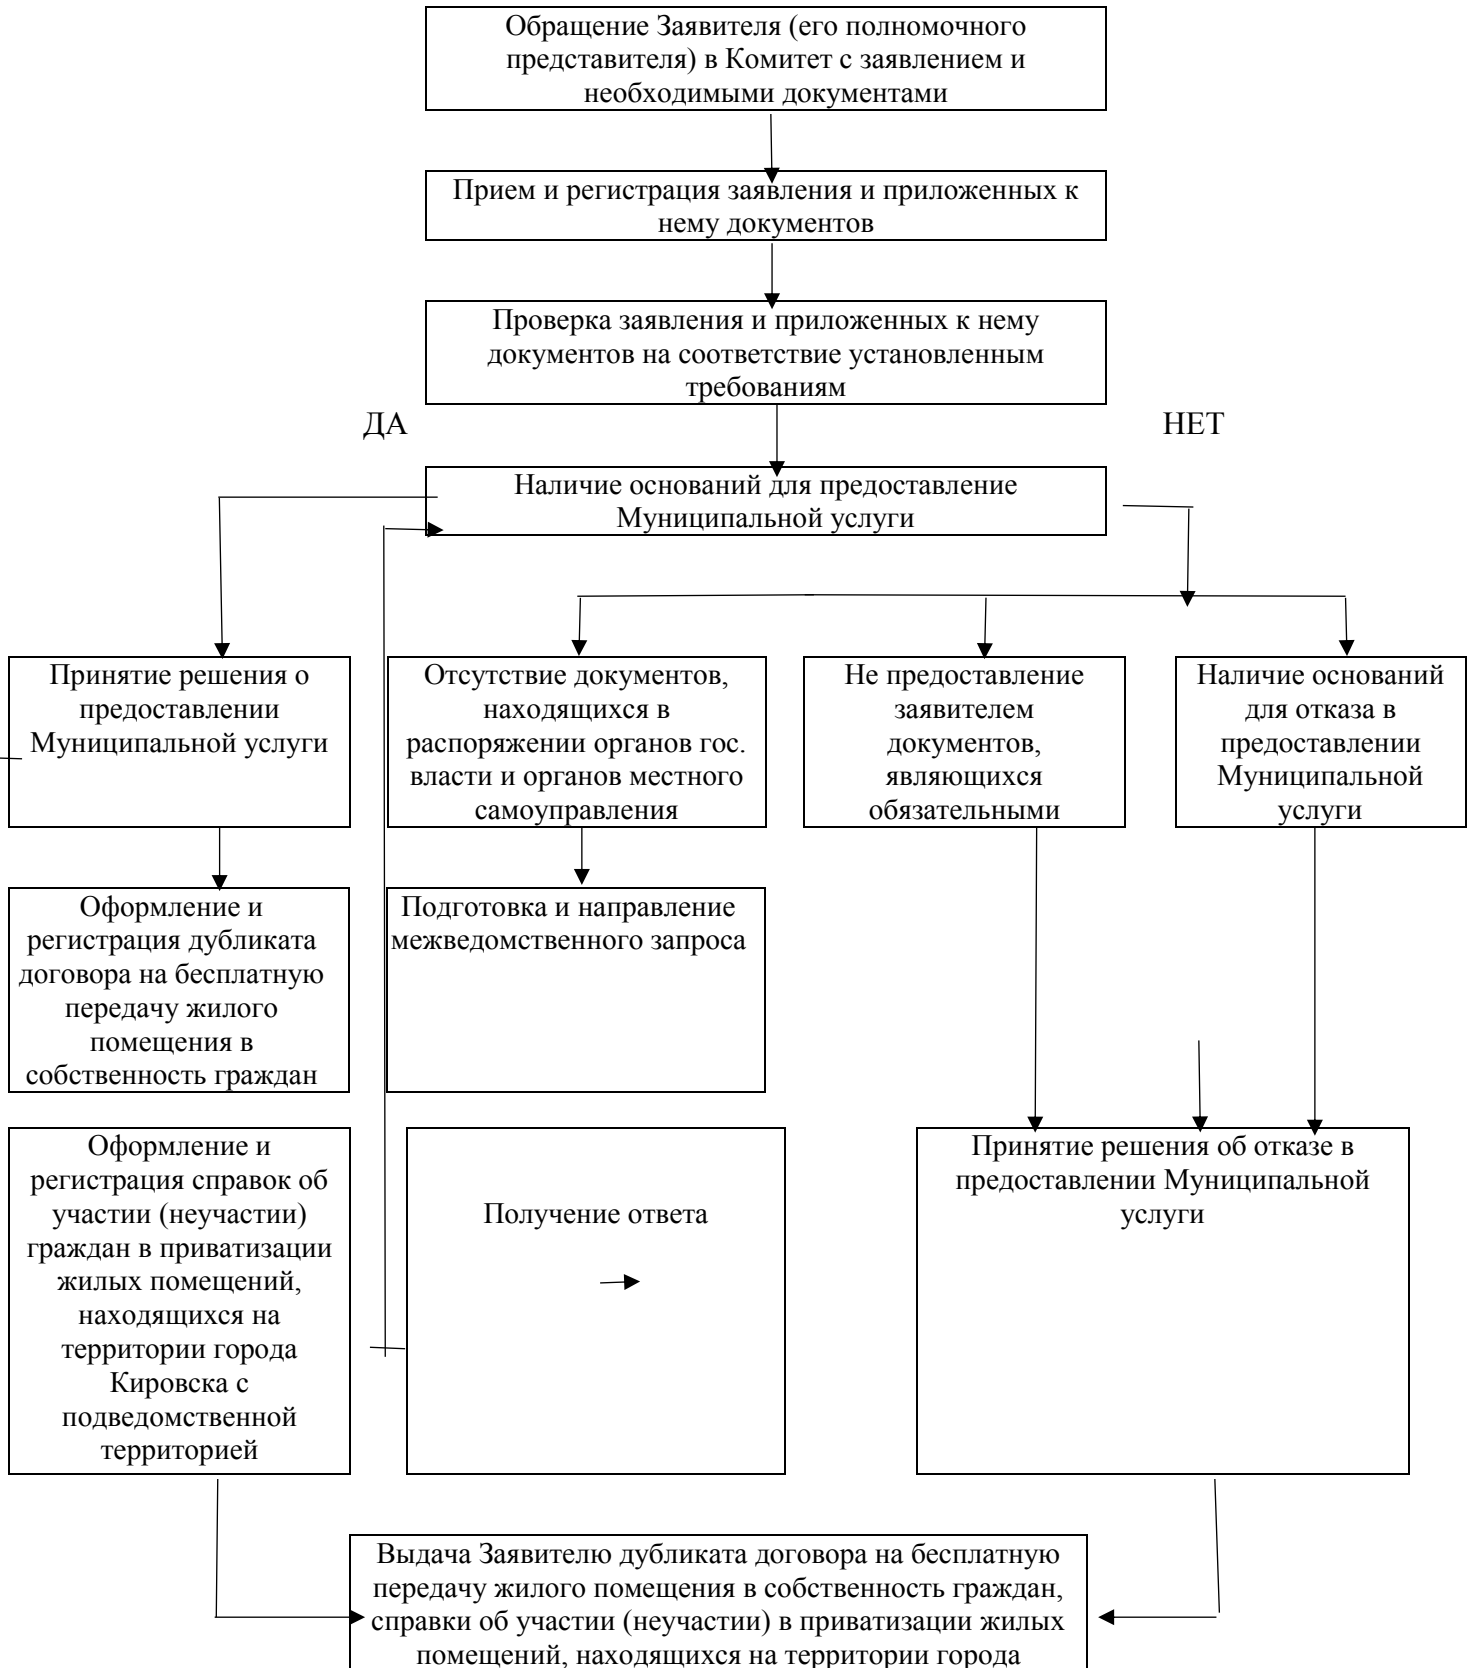 Обращение Заявителя (его полномочного
представителя) в Комитет с заявлением и
необходимыми документами
Прием и регистрация заявления и приложенных к
нему документов
Проверка заявления и приложенных к нему
документов на соответствие установленным
требованиям
ДА
НЕТ
Наличие оснований для предоставление
Муниципальной услуги
Принятие решения о
предоставлении
Муниципальной услуги
Отсутствие документов,
находящихся в
распоряжении органов гос.
власти и органов местного
самоуправления
Не предоставление
заявителем
документов,
являющихся
обязательными
Наличие оснований
для отказа в
предоставлении
Муниципальной
услуги
Оформление и
регистрация дубликата
договора на бесплатную
передачу жилого
помещения в
собственность граждан
Подготовка и направление
межведомственного запроса
Оформление и
регистрация справок об
участии (неучастии)
граждан в приватизации
жилых помещений,
находящихся на
территории города
Кировска с
подведомственной
территорией
Получение ответа
Принятие решения об отказе в
предоставлении Муниципальной
услуги
Выдача Заявителю дубликата договора на бесплатную
передачу жилого помещения в собственность граждан,
справки об участии (неучастии) в приватизации жилых
помещений, находящихся на территории города